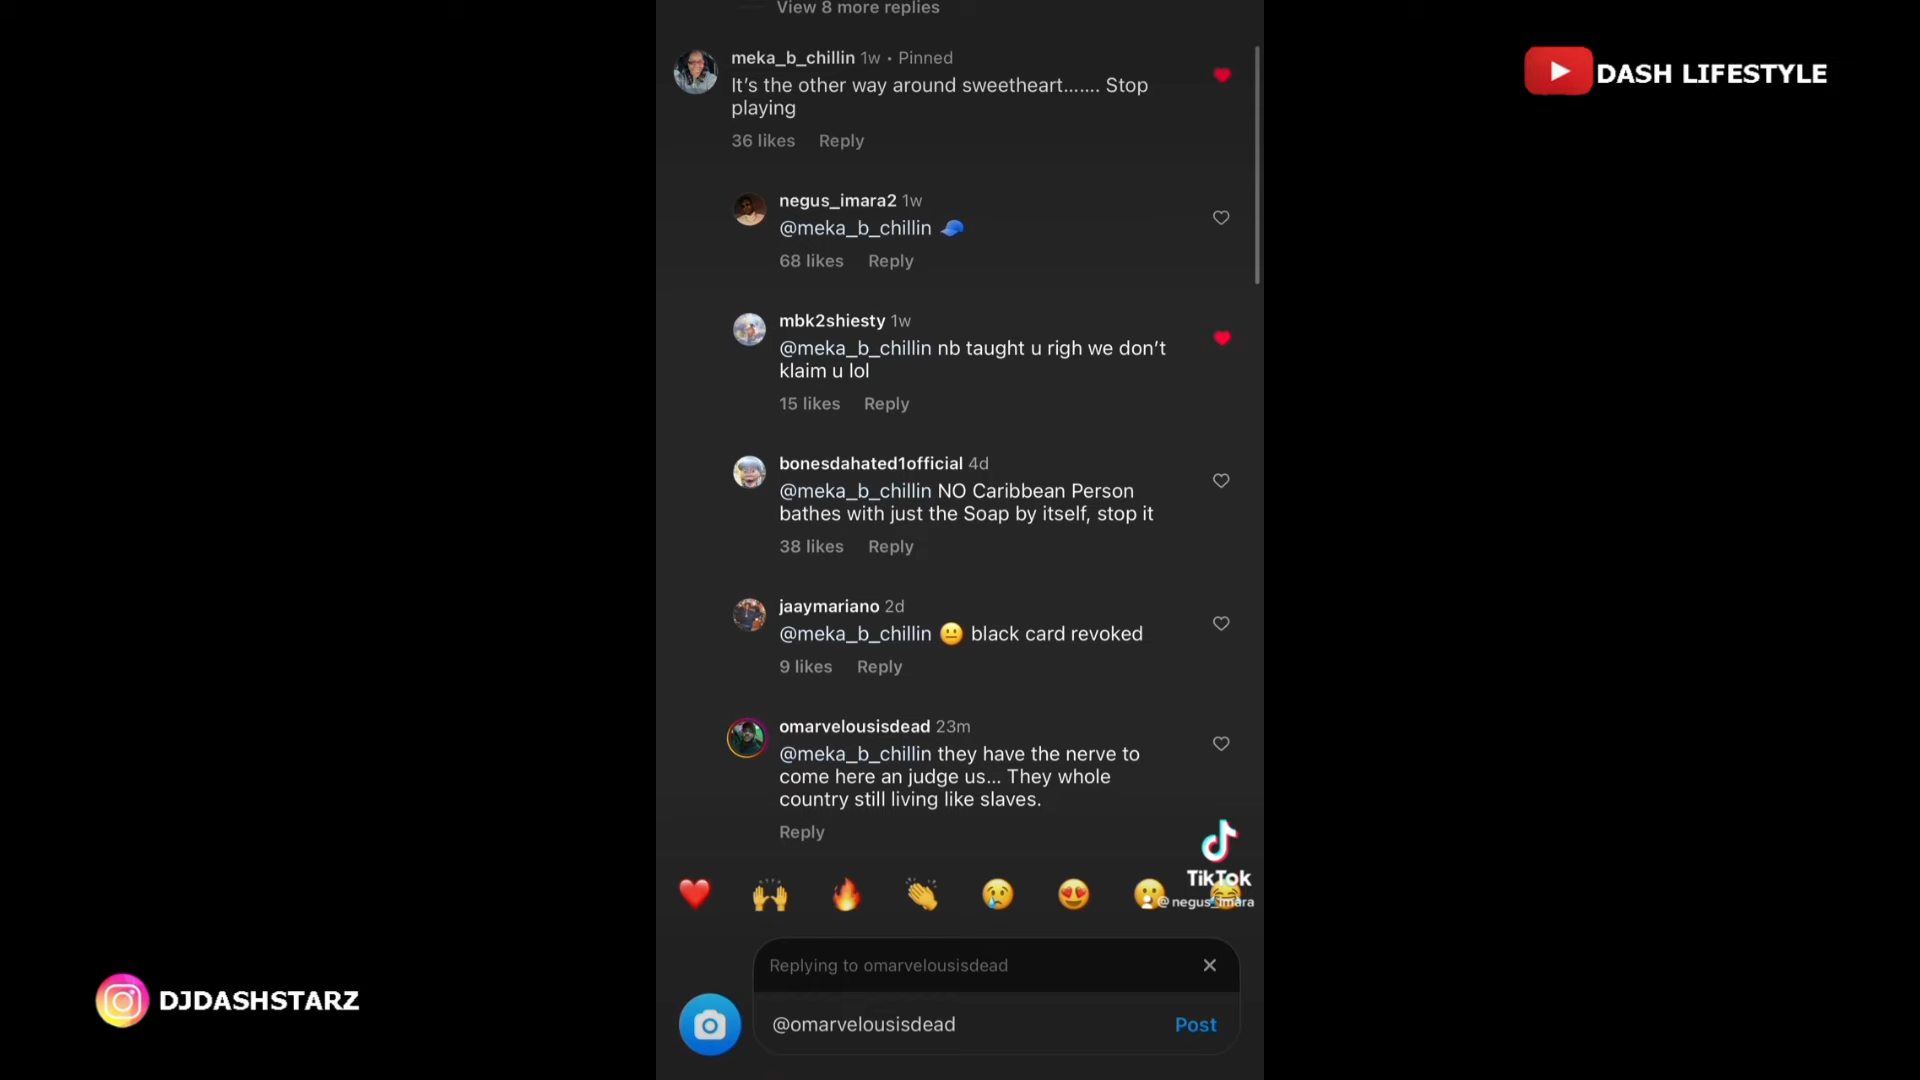 View 8 more replies
DASH LIFESTYLE
meka_b_chillin 1w • Pinned
It's the other way around sweetheart....... Stop
playing
36 likes Reply
negus_imara2 1w
@meka_b_chillin 🧢
68 likes Reply
mbk2shiesty 1w
@meka_b_chillin nb taught u righ we don't
klaim u lol
15 likes Reply
bonesdahated1official 4d
@meka_b_chillin NO Caribbean Person
bathes with just the Soap by itself, stop it
38 likes Reply
jaaymariano 2d
@meka_b_chillin 😐 black card revoked
9 likes Reply
omarvelousisdead 23m
@meka_b_chillin they have the nerve to
come here an judge us... They whole
country still living like slaves.
Reply
TikTok
@negus_imara
Replying to omarvelousisdead
DJDASHSTARZ
@omarvelousisdead Post